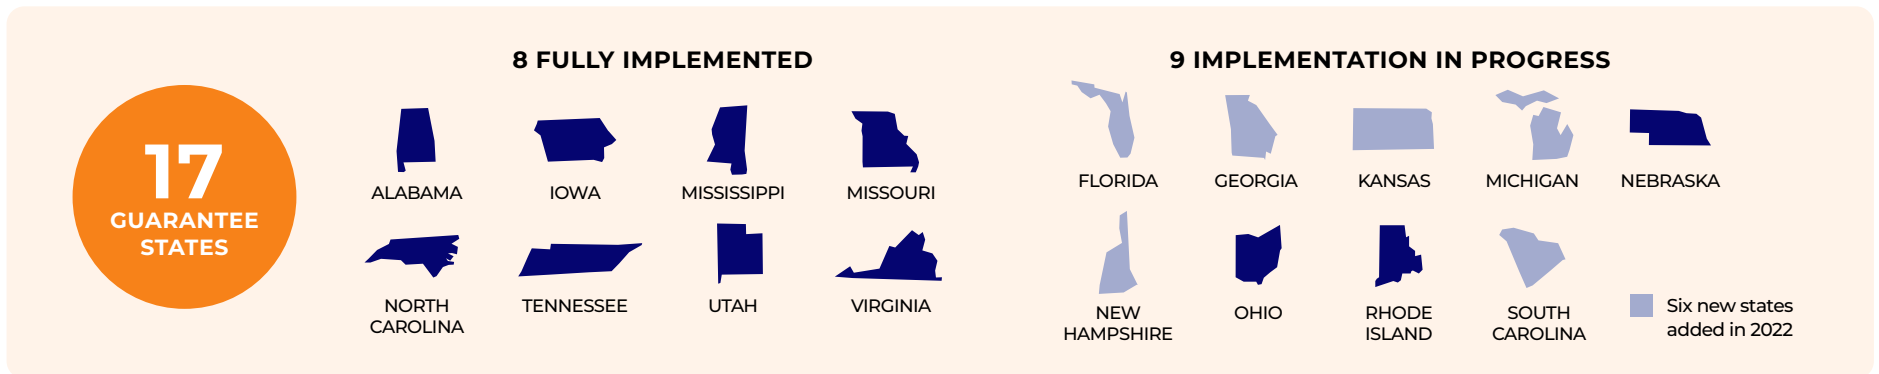 17
GUARANTEE
STATES
8 FULLY IMPLEMENTED
ALABAMA
IOWA
MISSISSIPPI
MISSOURI
NORTH
CAROLINA
TENNESSEE
UTAH
VIRGINIA
9 IMPLEMENTATION IN PROGRESS
FLORIDA
GEORGIA
KANSAS
MICHIGAN
NEBRASKA
NEW
HAMPSHIRE
OHIO
RHODE
ISLAND
SOUTH
CAROLINA
Six new states
added in 2022